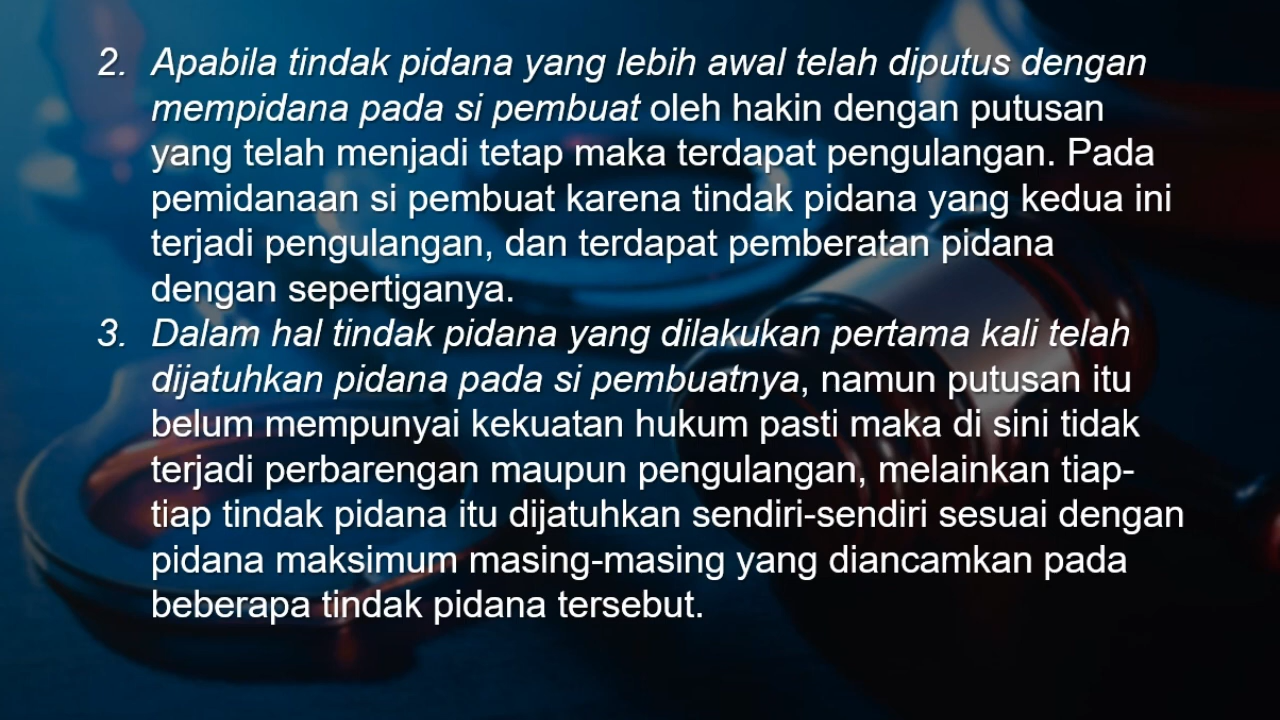 2. Apabila tindak pidana yang lebih awal telah diputus dengan
mempidana pada si pembuat oleh hakin dengan putusan
yang telah menjadi tetap maka terdapat pengulangan. Pada
pemidanaan si pembuat karena tindak pidana yang kedua ini
terjadi pengulangan, dan terdapat pemberatan pidana
dengan sepertiganya.
3. Dalam hal tindak pidana yang dilakukan pertama kali telah
dijatuhkan pidana pada si pembuatnya, namun putusan itu
belum mempunyai kekuatan hukum pasti maka di sini tidak
terjadi perbarengan maupun pengulangan, melainkan tiap-
tiap tindak pidana itu dijatuhkan sendiri-sendiri sesuai dengan
pidana maksimum masing-masing yang diancamkan pada
beberapa tindak pidana tersebut.